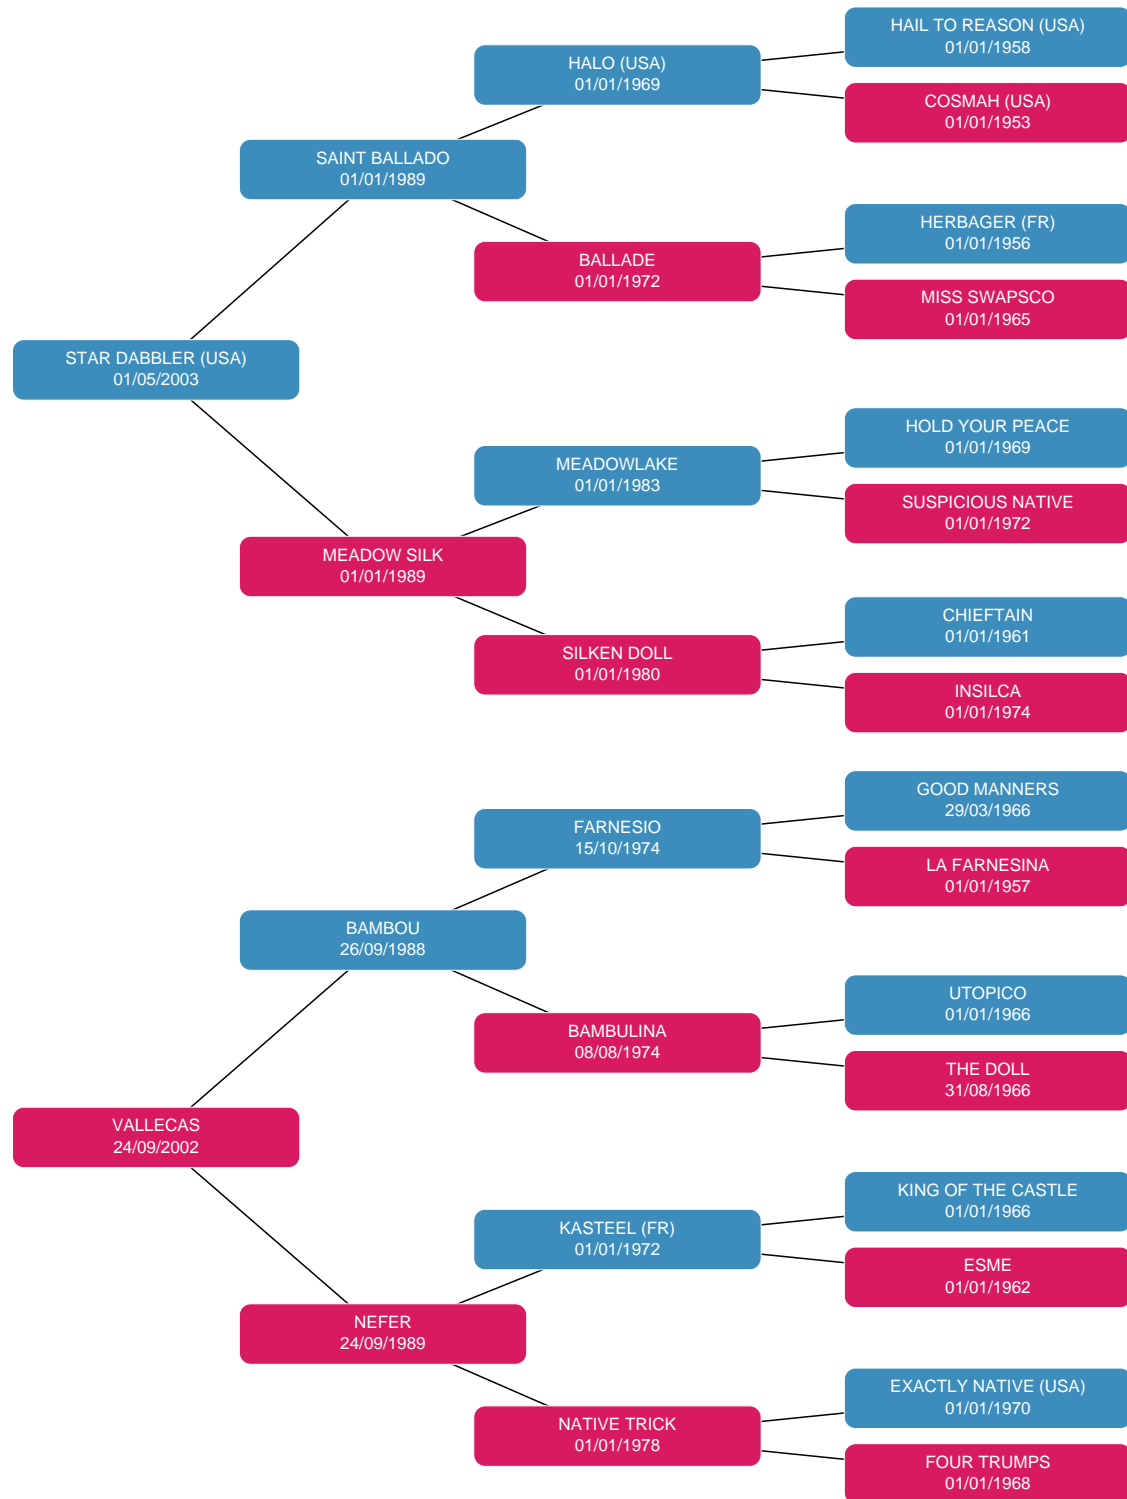 HAIL TO REASON (USA)
01/01/1958
HALO (USA)
01/01/1969
COSMAH (USA)
01/01/1953
SAINT BALLADO
01/01/1989
HERBAGER (FR)
01/01/1956
BALLADE
01/01/1972
MISS SWAPSCO
01/01/1965
STAR DABBLER (USA)
01/05/2003
HOLD YOUR PEACE
01/01/1969
MEADOWLAKE
01/01/1983
SUSPICIOUS NATIVE
01/01/1972
MEADOW SILK
01/01/1989
CHIEFTAIN
01/01/1961
SILKEN DOLL
01/01/1980
INSILCA
01/01/1974
GOOD MANNERS
29/03/1966
FARNESIO
15/10/1974
LA FARNESINA
01/01/1957
BAMBOU
26/09/1988
UTOPICO
01/01/1966
BAMBULINA
08/08/1974
THE DOLL
31/08/1966
VALLECAS
24/09/2002
KING OF THE CASTLE
01/01/1966
KASTEEL (FR)
01/01/1972
ESME
01/01/1962
NEFER
24/09/1989
EXACTLY NATIVE (USA)
01/01/1970
NATIVE TRICK
01/01/1978
FOUR TRUMPS
01/01/1968